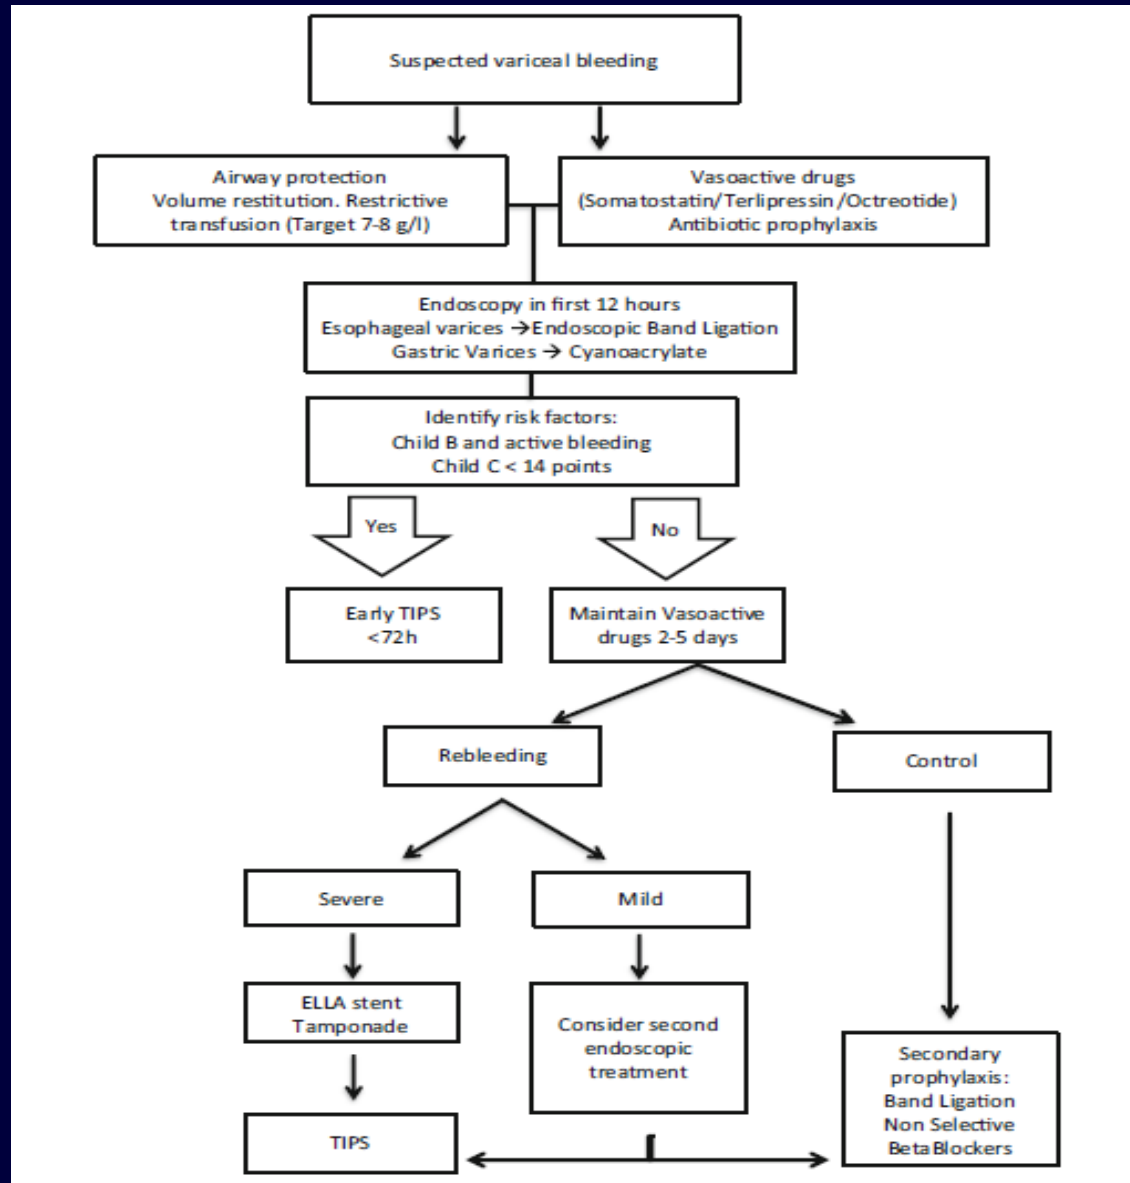 Suspected variceal bleeding
Airway protection
Volume restitution. Restrictive
transfusion (Target 7-8 g/l)
Vasoactive drugs
(Somatostatin/Terlipressin/Octreotide)
Antibiotic prophylaxis
Endoscopy in first 12 hours
Esophageal varices →Endoscopic Band Ligation
Gastric Varices → Cyanoacrylate
Identify risk factors:
Child B and active bleeding
Child C < 14 points
Yes
No
Early TIPS
<72h
Maintain Vasoactive
drugs 2-5 days
Rebleeding
Control
Severe
Mild
ELLA stent
Tamponade
Consider second
endoscopic
treatment
Secondary
prophylaxis:
Band Ligation
Non Selective
BetaBlockers
TIPS